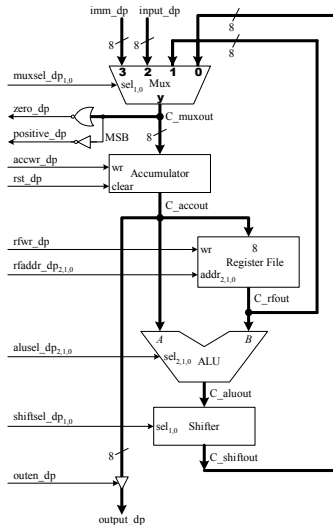 imm_dp input_dp
8 8 8 8
3 2 1 0
muxsel_dp1,0 sel1,0 Mux
y
zero_dp C_muxout
positive_dp MSB 8
accwr_dp wr Accumulator
rst_dp clear
C_accout
rfwr_dp wr 8
Register File
rfaddr_dp2,1,0 addr2,1,0
C_rfout
A B
alusel_dp2,1,0 sel2,1,0 ALU
C_aluout
shiftsel_dp1,0 sel1,0 Shifter
8 C_shiftout
outen_dp
output_dp